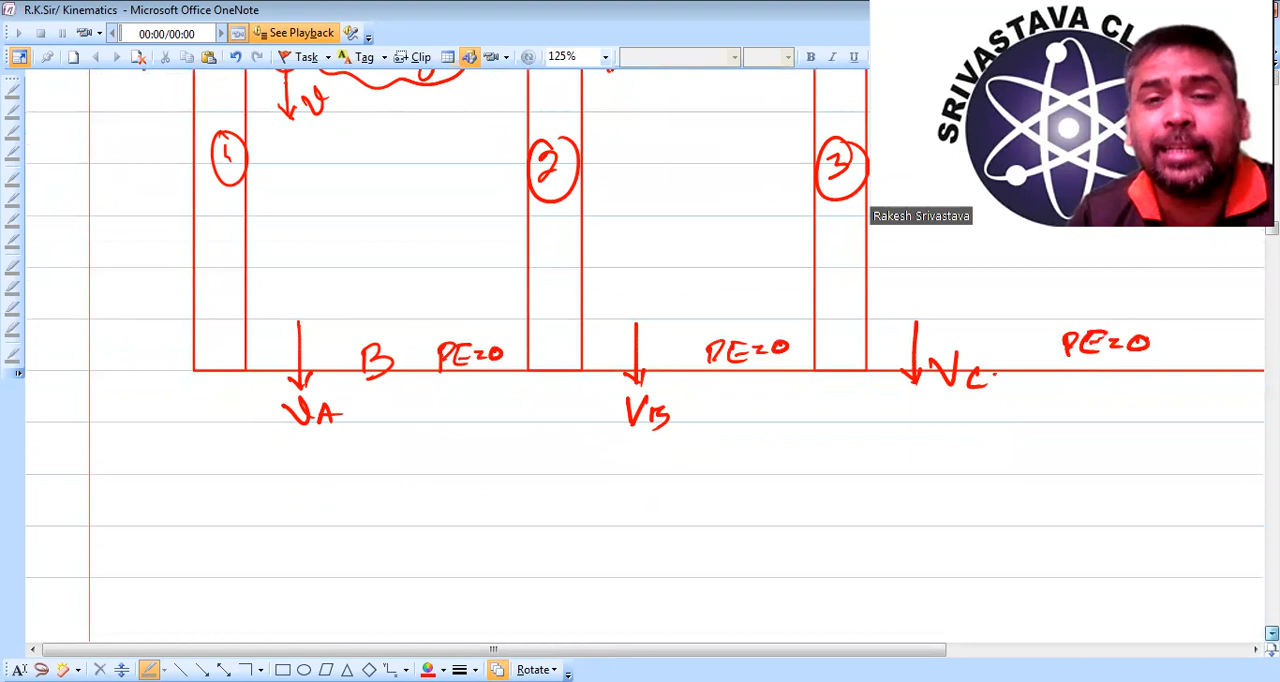 R.K.Sir/ Kinematics - Microsoft Office OneNote
00:00/00:00
See Playback
Task
Tag
Clip
125%
B I U
SRIVASTAVA CL
Rakesh Srivastava
v
1
2
3
B PE=0
PE=0
PE=0
VA
VB
VC
Rotate